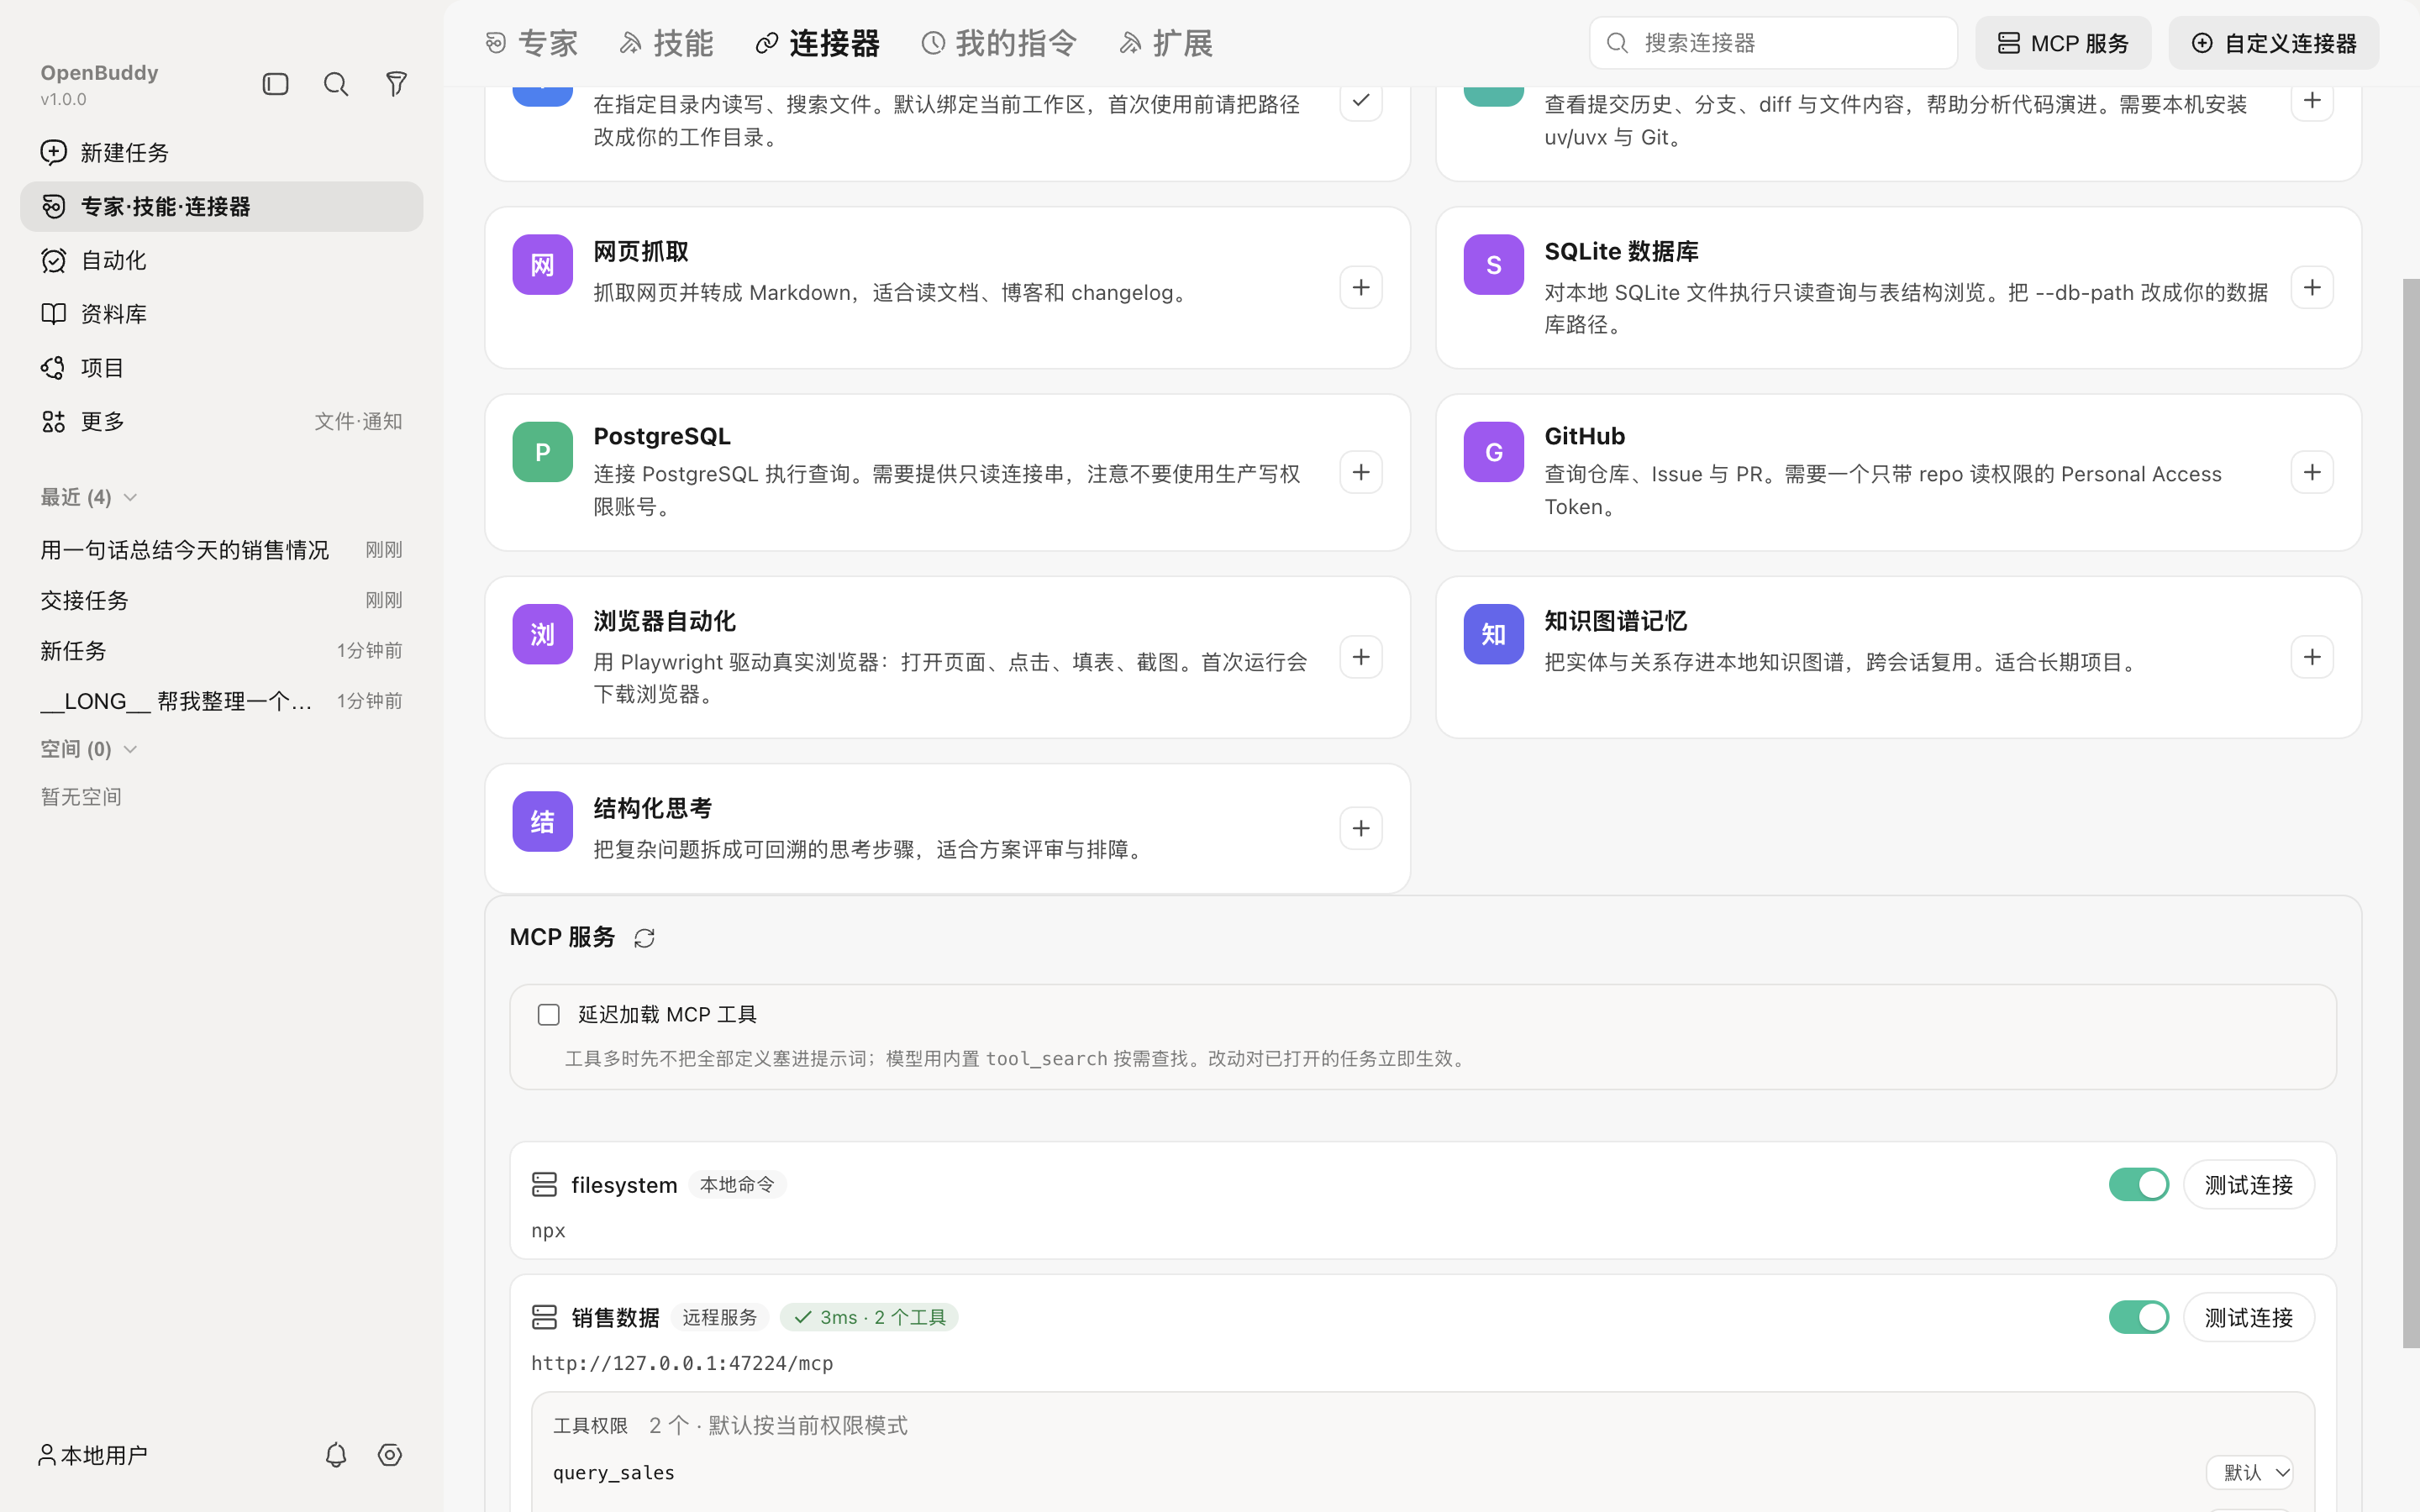 OpenBuddy
v1.0.0
新建任务
专家·技能·连接器
自动化
资料库
项目
更多
文件·通知
最近 (4)
用一句话总结今天的销售情况
刚刚
交接任务
刚刚
新任务
1分钟前
__LONG__ 帮我整理一个…
1分钟前
空间 (0)
暂无空间
本地用户
专家
技能
连接器
我的指令
扩展
搜索连接器
MCP 服务
自定义连接器
在指定目录内读写、搜索文件。默认绑定当前工作区，首次使用前请把路径
改成你的工作目录。
查看提交历史、分支、diff 与文件内容，帮助分析代码演进。需要本机安装
uv/uvx 与 Git。
网
网页抓取
抓取网页并转成 Markdown，适合读文档、博客和 changelog。
S
SQLite 数据库
对本地 SQLite 文件执行只读查询与表结构浏览。把 --db-path 改成你的数据
库路径。
P
PostgreSQL
连接 PostgreSQL 执行查询。需要提供只读连接串，注意不要使用生产写权
限账号。
G
GitHub
查询仓库、Issue 与 PR。需要一个只带 repo 读权限的 Personal Access
Token。
浏
浏览器自动化
用 Playwright 驱动真实浏览器：打开页面、点击、填表、截图。首次运行会
下载浏览器。
知
知识图谱记忆
把实体与关系存进本地知识图谱，跨会话复用。适合长期项目。
结
结构化思考
把复杂问题拆成可回溯的思考步骤，适合方案评审与排障。
MCP 服务
延迟加载 MCP 工具
工具多时先不把全部定义塞进提示词；模型用内置 tool_search 按需查找。改动对已打开的任务立即生效。
filesystem
本地命令
测试连接
npx
销售数据
远程服务
3ms · 2 个工具
测试连接
http://127.0.0.1:47224/mcp
工具权限
2 个 · 默认按当前权限模式
query_sales
默认